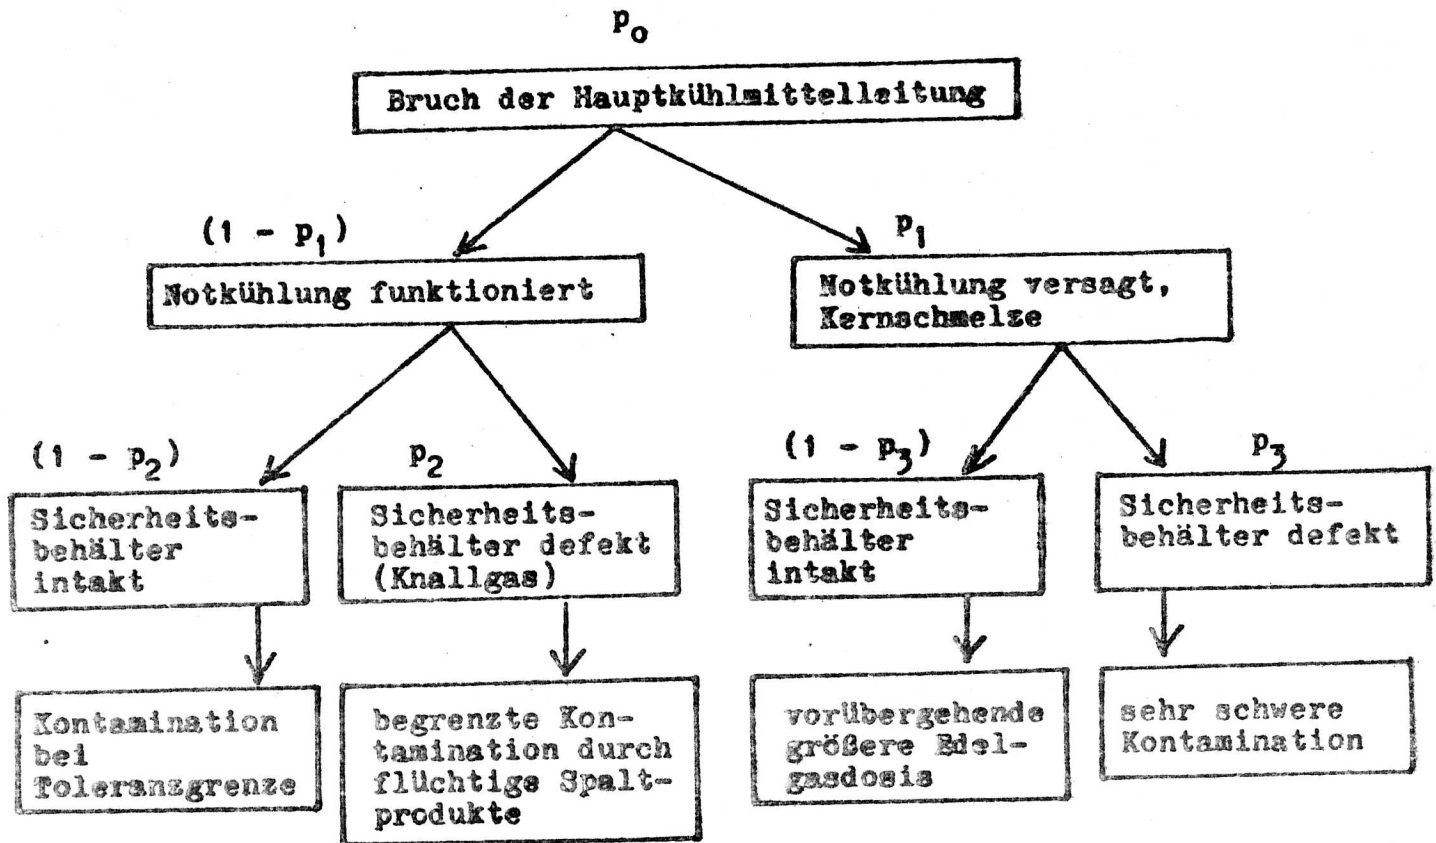 p₀
Bruch der Hauptkühlmittelleitung
(1 - p₁)
p₁
Notkühlung funktioniert
Notkühlung versagt,
Kernschmelze
(1 - p₂)
p₂
(1 - p₃)
p₃
Sicherheits-
behälter
intakt
Sicherheits-
behälter defekt
(Knallgas)
Sicherheits-
behälter
intakt
Sicherheits-
behälter defekt
Kontamination
bei
Toleranzgrenze
begrenzte Kon-
tamination durch
flüchtige Spalt-
produkte
vorübergehende
größere Edel-
gasdosis
sehr schwere
Kontamination